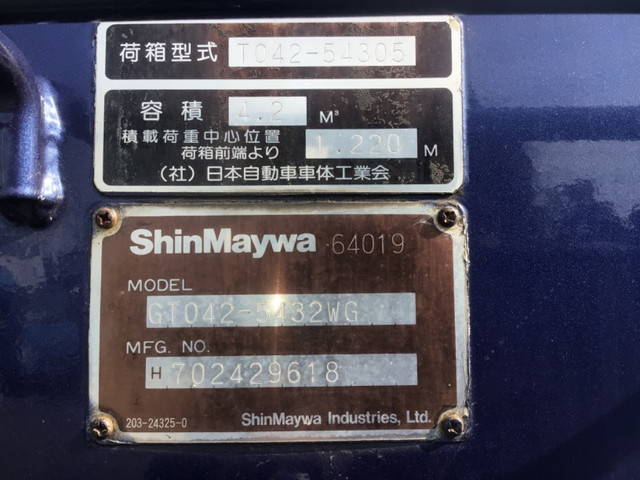 荷箱型式 T042-54305
容積 4.2 M³
積載荷重中心位置
荷箱前端より 1.220 M
(社)日本自動車車体工業会
ShinMaywa 64019
MODEL
GT042-5432WG
MFG. NO.
H 702429618
203-24325-0 ShinMaywa Industries, Ltd.